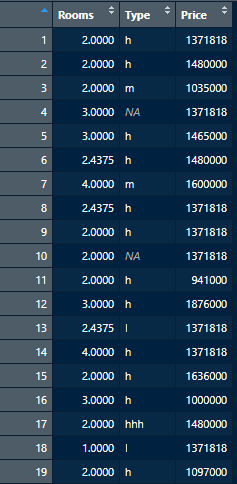 Rooms Type Price
1 2.0000 h 1371818
2 2.0000 h 1480000
3 2.0000 m 1035000
4 3.0000 NA 1371818
5 3.0000 h 1465000
6 2.4375 h 1480000
7 4.0000 m 1600000
8 2.4375 h 1371818
9 2.0000 h 1371818
10 2.0000 NA 1371818
11 2.0000 h 941000
12 3.0000 h 1876000
13 2.4375 l 1371818
14 4.0000 h 1371818
15 2.0000 h 1636000
16 3.0000 h 1000000
17 2.0000 hhh 1480000
18 1.0000 l 1371818
19 2.0000 h 1097000